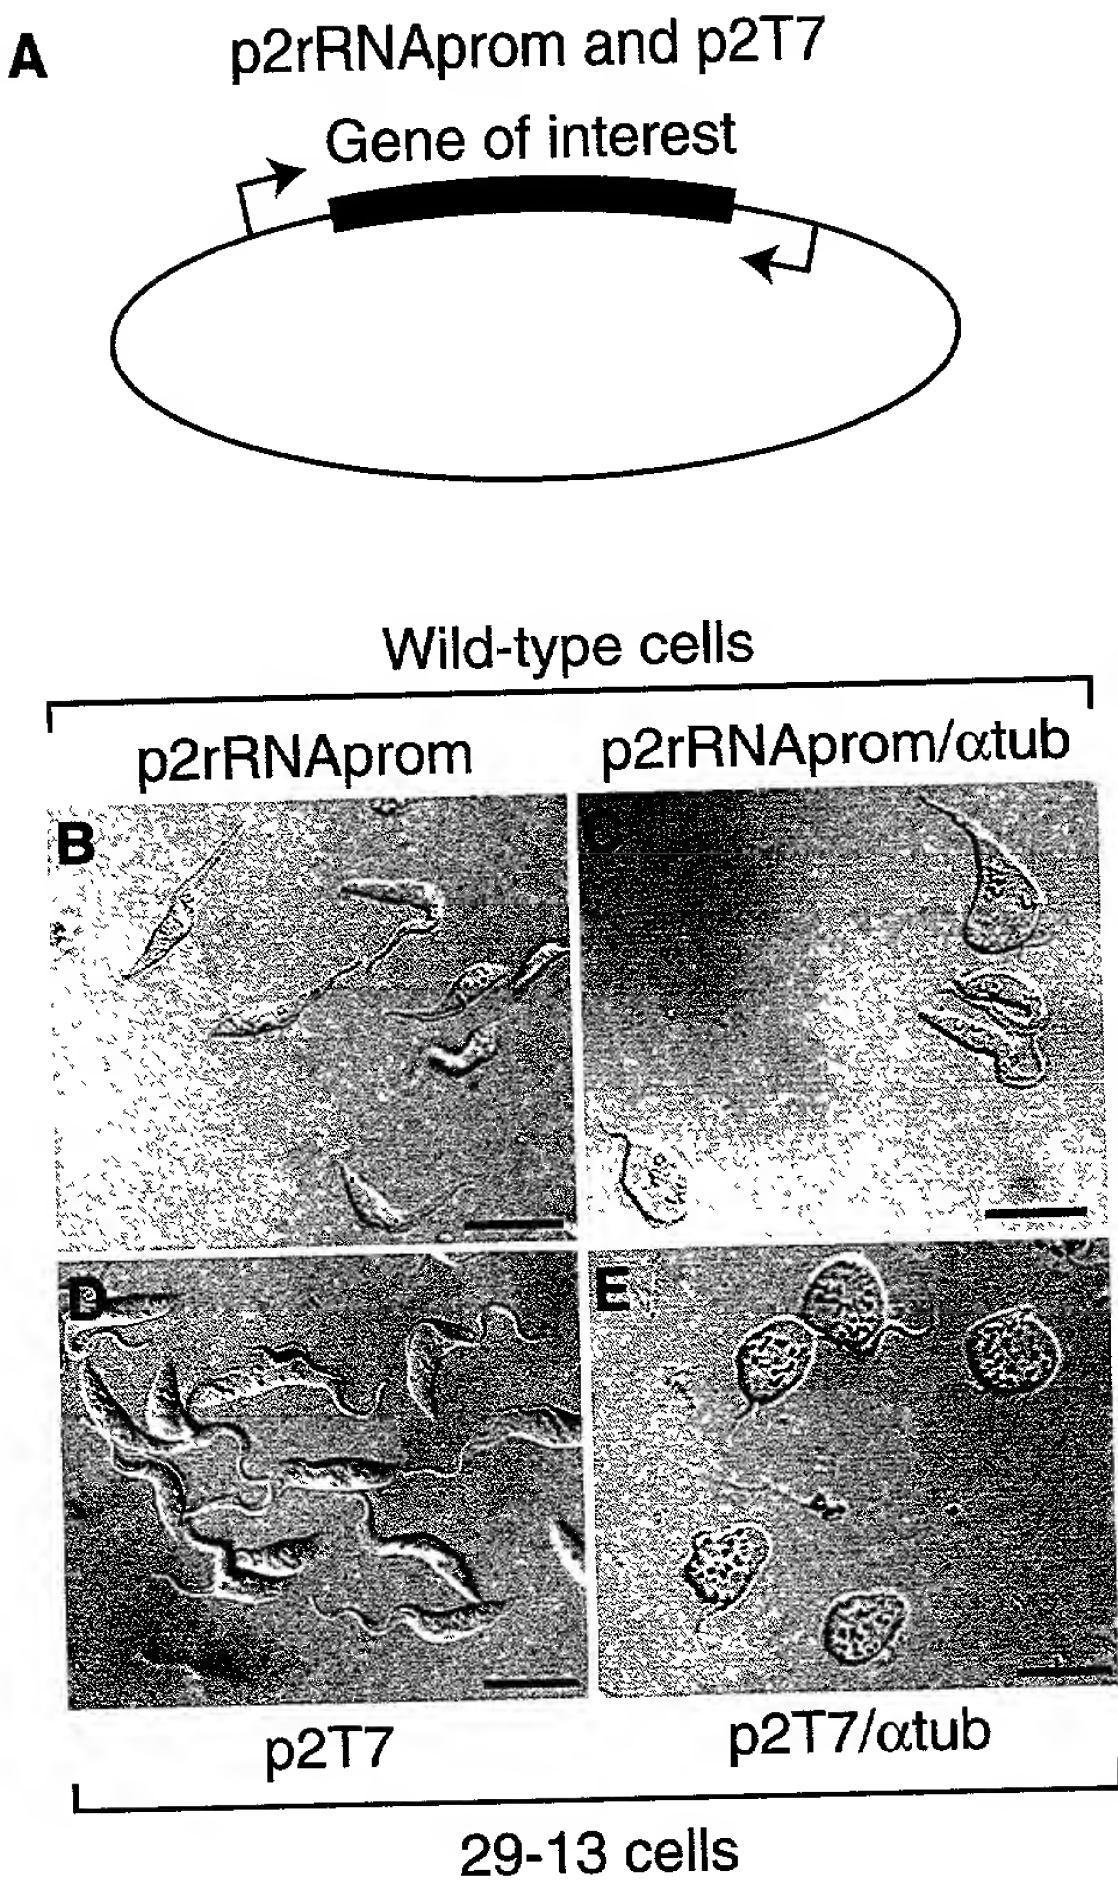 A
p2rRNAprom and p2T7
Gene of interest
Wild-type cells
p2rRNAprom
p2rRNAprom/αtub
B
C
D
E
p2T7
p2T7/αtub
29-13 cells